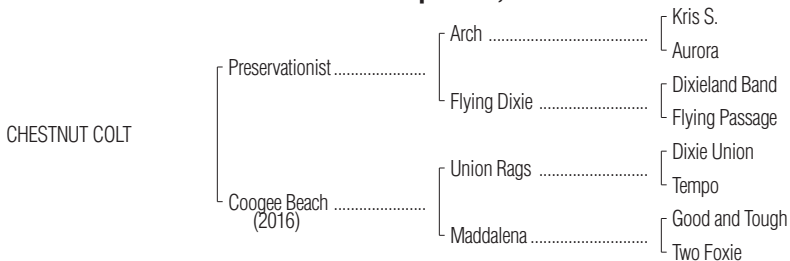 Kris S.
Arch ........................................
Aurora
Preservationist .......................
Dixieland Band
Flying Dixie ...........................
Flying Passage
CHESTNUT COLT
Dixie Union
Union Rags ...........................
Tempo
Coogee Beach .......................
(2016)
Good and Tough
Maddalena .............................
Two Foxie